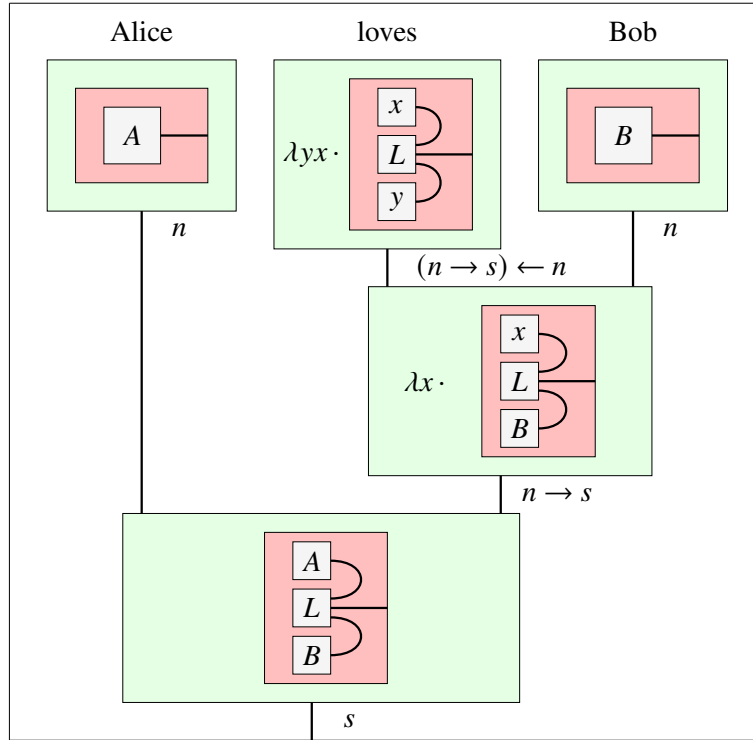 Alice loves Bob
A
λyx ·
x
L
y
B
n
(n → s) ← n
n
λx ·
x
L
B
n → s
A
L
B
s